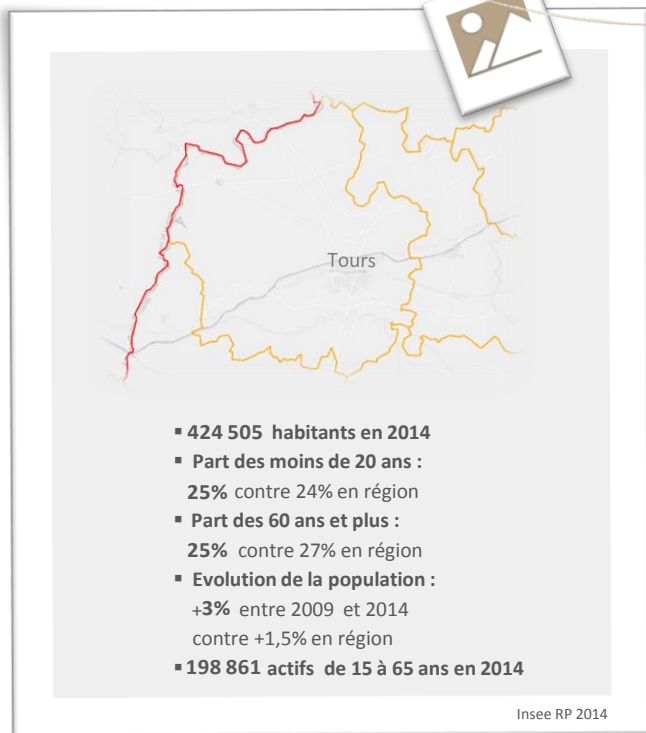 Tours
▪ 424 505 habitants en 2014
▪ Part des moins de 20 ans :
25% contre 24% en région
▪ Part des 60 ans et plus :
25% contre 27% en région
▪ Evolution de la population :
+3% entre 2009 et 2014
contre +1,5% en région
▪ 198 861 actifs de 15 à 65 ans en 2014
Insee RP 2014